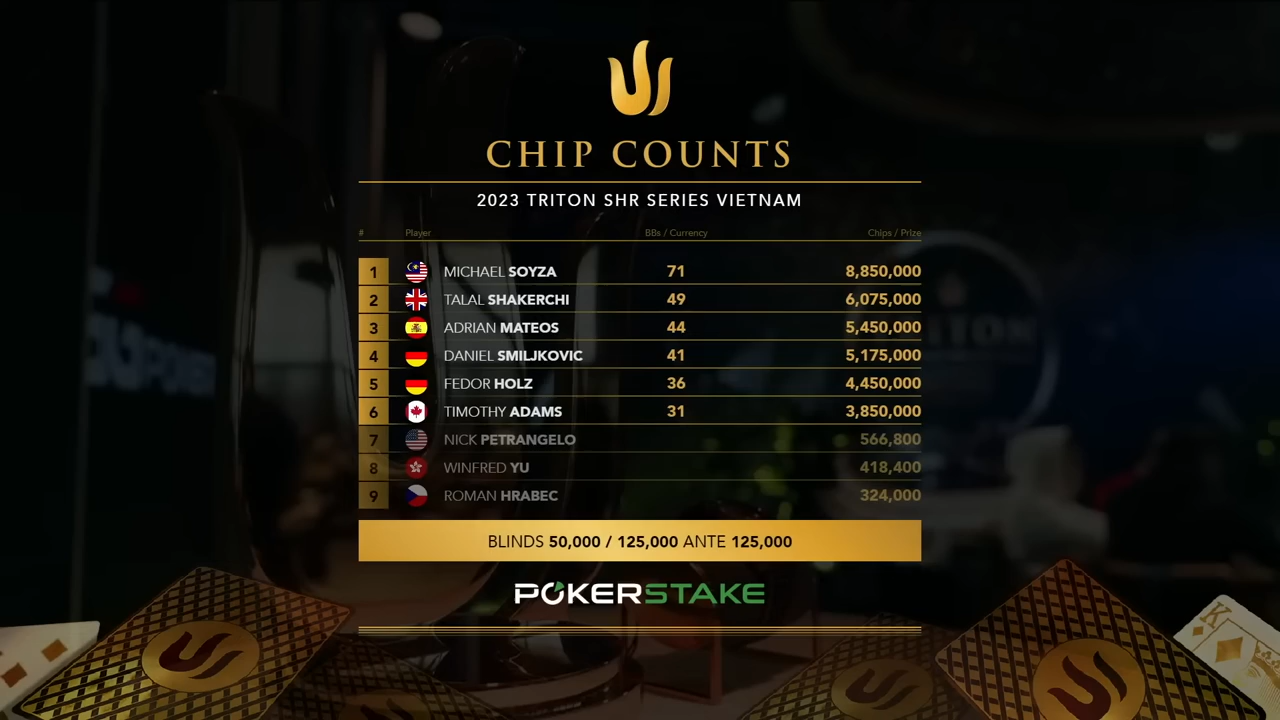 CHIP COUNTS
2023 TRITON SHR SERIES VIETNAM
# Player BBs / Currency Chips / Prize
1 MICHAEL SOYZA 71 8,850,000
2 TALAL SHAKERCHI 49 6,075,000
3 ADRIAN MATEOS 44 5,450,000
4 DANIEL SMILJKOVIC 41 5,175,000
5 FEDOR HOLZ 36 4,450,000
6 TIMOTHY ADAMS 31 3,850,000
7 NICK PETRANGELO 566,800
8 WINFRED YU 418,400
9 ROMAN HRABEC 324,000
BLINDS 50,000 / 125,000 ANTE 125,000
POKERSTAKE
K